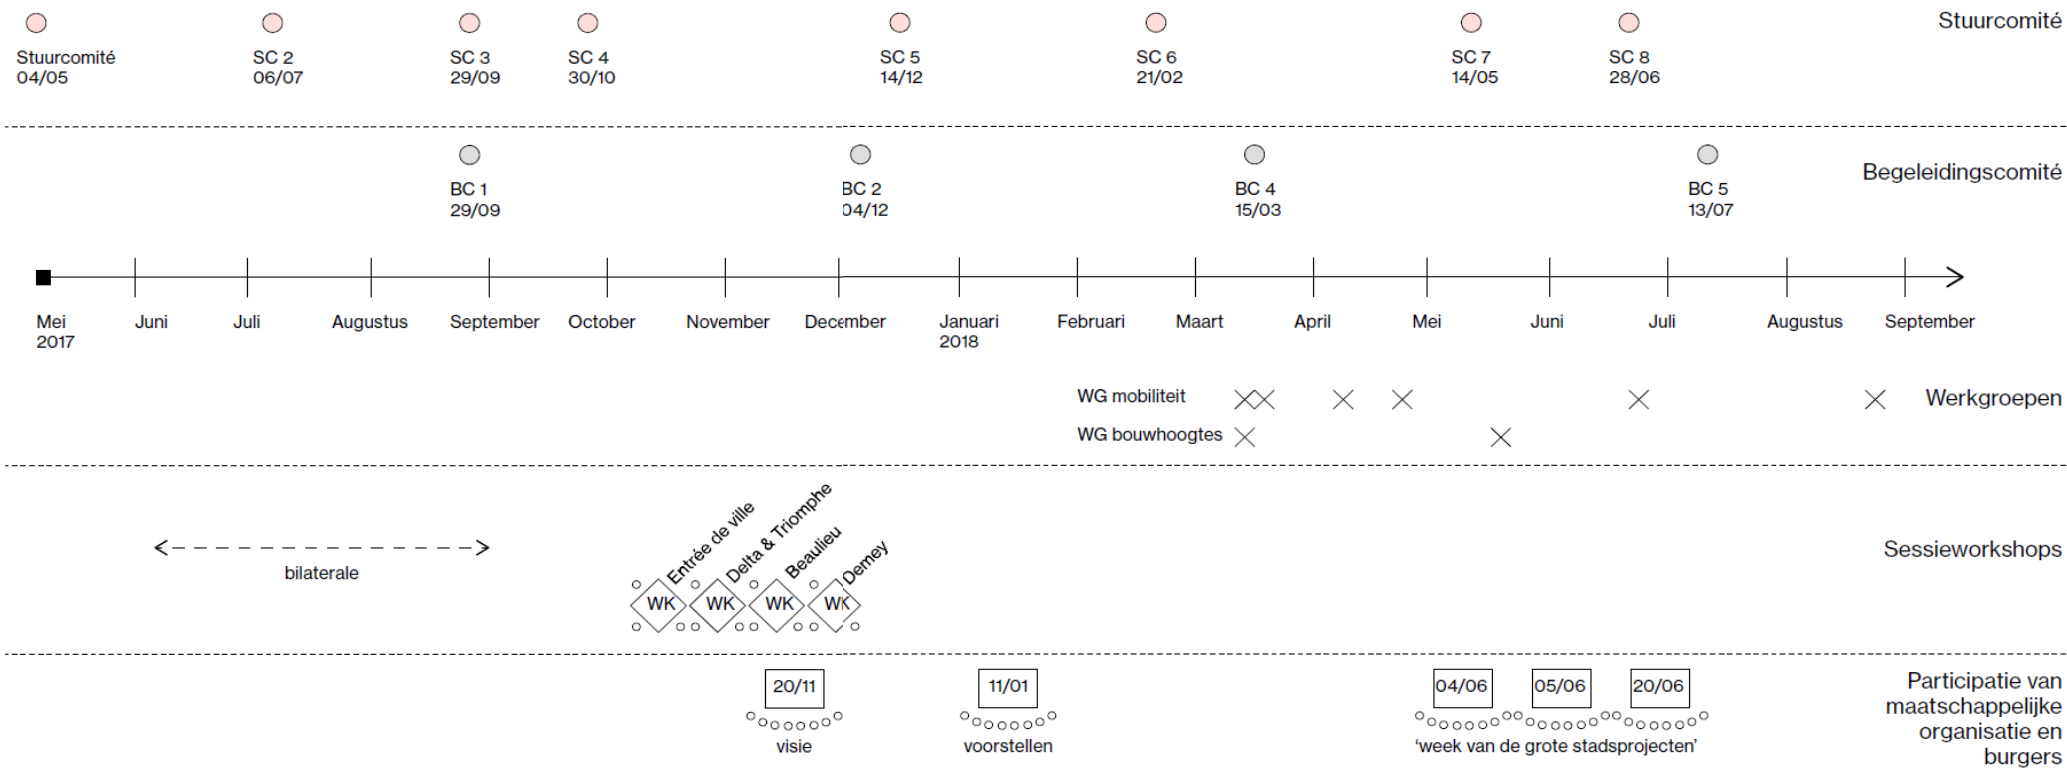 Stuurcomité
04/05
SC 2
06/07
SC 3
29/09
SC 4
30/10
SC 5
14/12
SC 6
21/02
SC 7
14/05
SC 8
28/06
Stuurcomité
BC 1
29/09
BC 2
04/12
BC 4
15/03
BC 5
13/07
Begeleidingscomité
Mei
2017
Juni
Juli
Augustus
September
October
November
December
Januari
2018
Februari
Maart
April
Mei
Juni
Juli
Augustus
September
WG mobiliteit
WG bouwhoogtes
Werkgroepen
bilaterale
Entrée de ville
WK
Delta & Triomphe
WK
Beaulieu
WK
Demey
WK
Sessieworkshops
20/11
visie
11/01
voorstellen
04/06
05/06
20/06
‘week van de grote stadsprojecten’
Participatie van
maatschappelijke
organisatie en
burgers